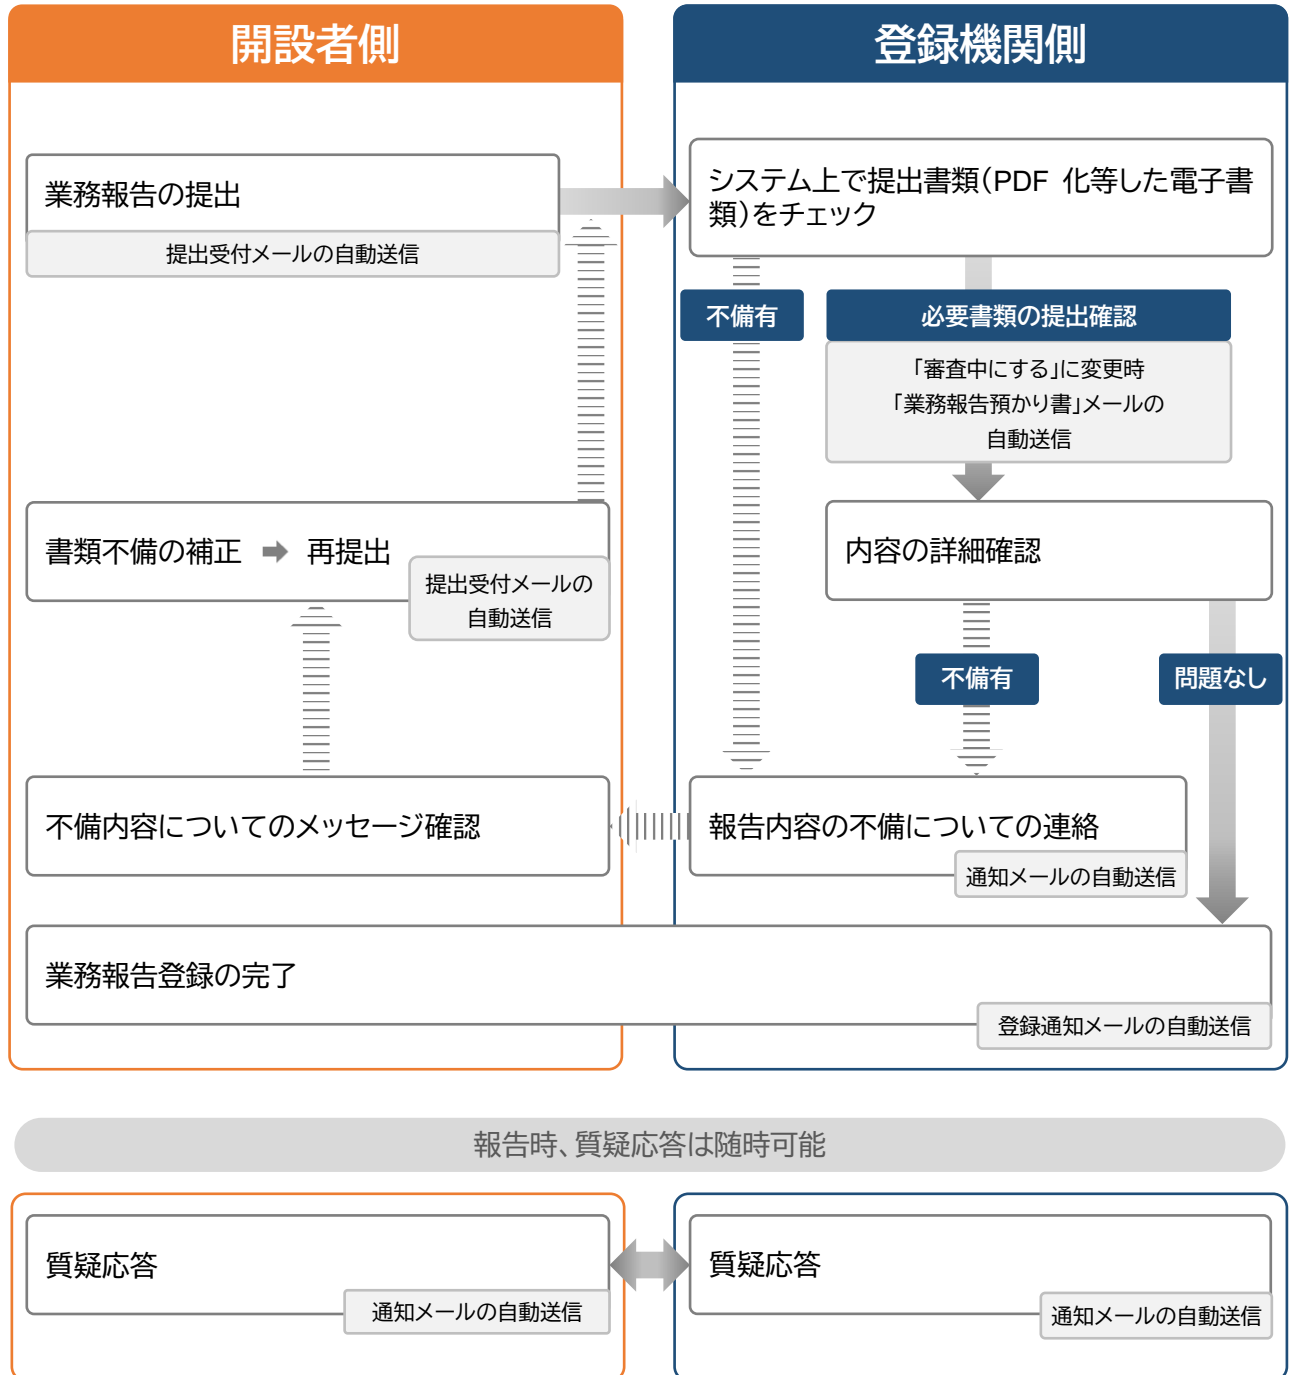 開設者側
登録機関側
業務報告の提出
提出受付メールの自動送信
システム上で提出書類(PDF 化等した電子書
類)をチェック
不備有
必要書類の提出確認
「審査中にする」に変更時
「業務報告預かり書」メールの
自動送信
書類不備の補正 ➡ 再提出
提出受付メールの
自動送信
内容の詳細確認
不備有
問題なし
不備内容についてのメッセージ確認
報告内容の不備についての連絡
通知メールの自動送信
業務報告登録の完了
登録通知メールの自動送信
報告時、質疑応答は随時可能
質疑応答
通知メールの自動送信
質疑応答
通知メールの自動送信